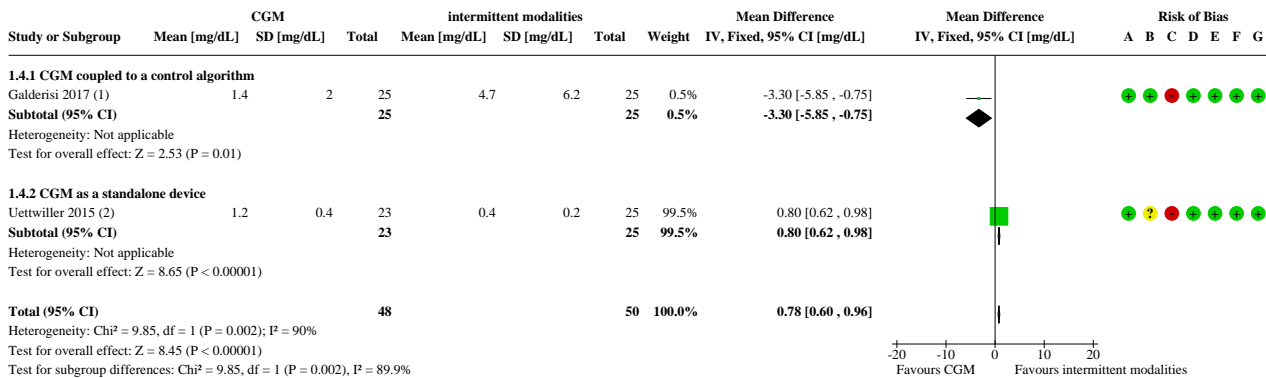 CGM intermittent modalities Mean Difference Mean Difference Risk of Bias
Study or Subgroup Mean [mg/dL] SD [mg/dL] Total Mean [mg/dL] SD [mg/dL] Total Weight IV, Fixed, 95% CI [mg/dL] IV, Fixed, 95% CI [mg/dL] A B C D E F G
1.4.1 CGM coupled to a control algorithm
Galderisi 2017 (1) 1.4 2 25 4.7 6.2 25 0.5% -3.30 [-5.85 , -0.75] + + - + + + +
Subtotal (95% CI) 25 25 0.5% -3.30 [-5.85 , -0.75]
Heterogeneity: Not applicable
Test for overall effect: Z = 2.53 (P = 0.01)
1.4.2 CGM as a standalone device
Uettwiller 2015 (2) 1.2 0.4 23 0.4 0.2 25 99.5% 0.80 [0.62 , 0.98] + ? - + + + +
Subtotal (95% CI) 23 25 99.5% 0.80 [0.62 , 0.98]
Heterogeneity: Not applicable
Test for overall effect: Z = 8.65 (P < 0.00001)
Total (95% CI) 48 50 100.0% 0.78 [0.60 , 0.96]
Heterogeneity: Chi² = 9.85, df = 1 (P = 0.002); I² = 90%
Test for overall effect: Z = 8.45 (P < 0.00001)
-20 -10 0 10 20
Test for subgroup differences: Chi² = 9.85, df = 1 (P = 0.002), I² = 89.9% Favours CGM Favours intermittent modalities